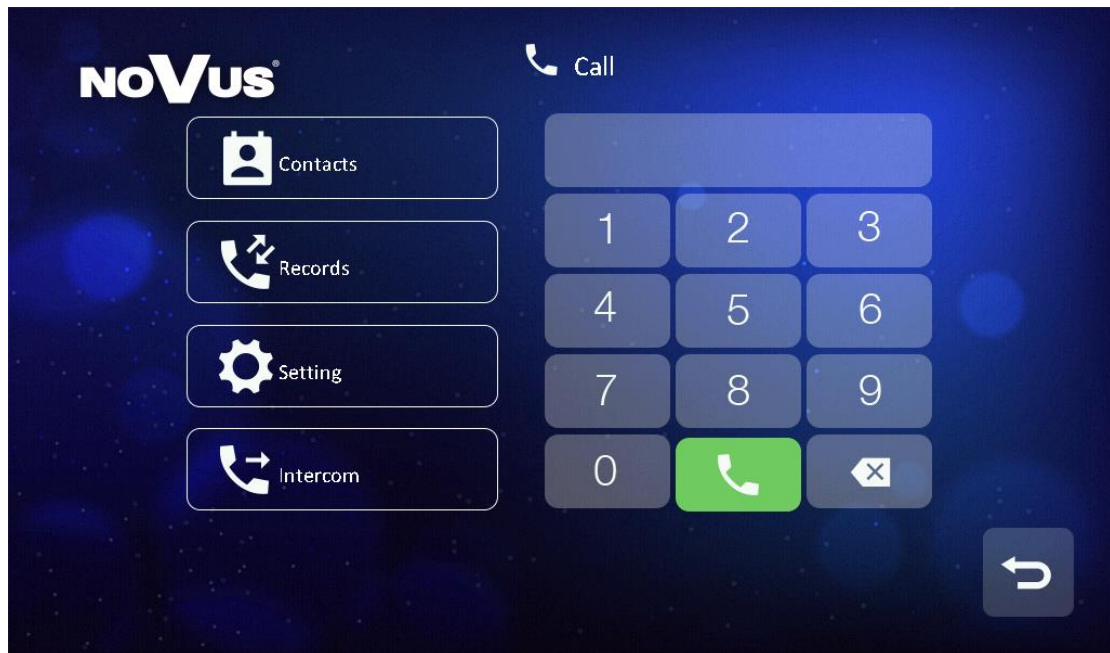 NOVUS®
Call
Contacts
Records
Setting
Intercom
1 2 3
4 5 6
7 8 9
0